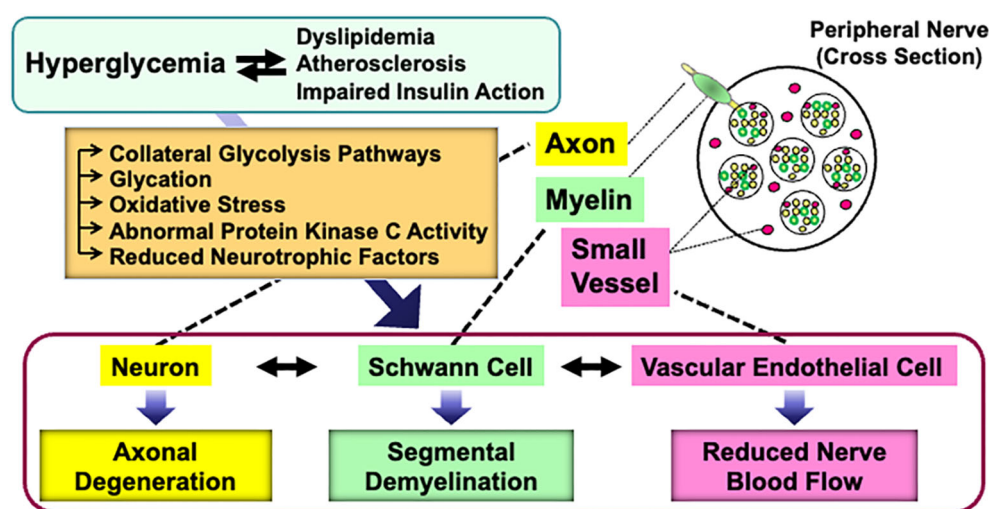 Hyperglycemia
Dyslipidemia
Atherosclerosis
Impaired Insulin Action
Peripheral Nerve
(Cross Section)
Collateral Glycolysis Pathways
Glycation
Oxidative Stress
Abnormal Protein Kinase C Activity
Reduced Neurotrophic Factors
Axon
Myelin
Small
Vessel
Neuron
Schwann Cell
Vascular Endothelial Cell
Axonal
Degeneration
Segmental
Demyelination
Reduced Nerve
Blood Flow